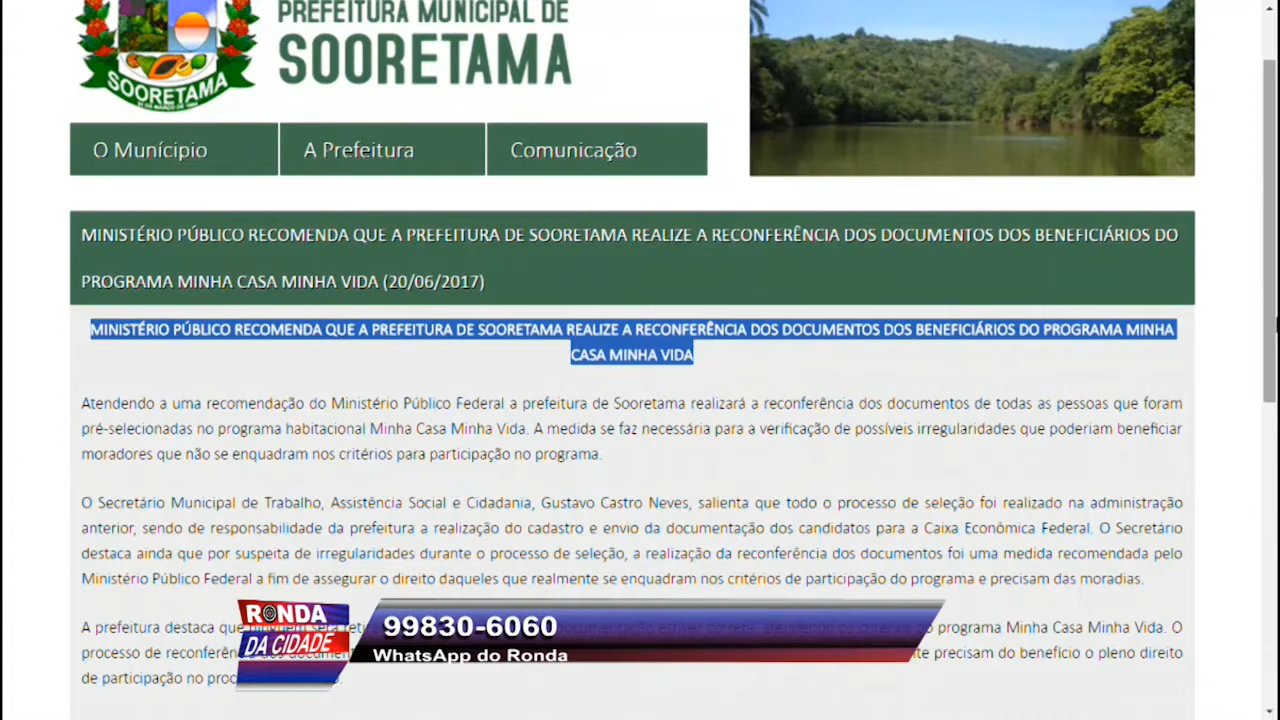 PREFEITURA MUNICIPAL DE
SOORETAMA
SOORETAMA
O Munícipio
A Prefeitura
Comunicação
MINISTÉRIO PÚBLICO RECOMENDA QUE A PREFEITURA DE SOORETAMA REALIZE A RECONFERÊNCIA DOS DOCUMENTOS DOS BENEFICIÁRIOS DO
PROGRAMA MINHA CASA MINHA VIDA (20/06/2017)
MINISTÉRIO PÚBLICO RECOMENDA QUE A PREFEITURA DE SOORETAMA REALIZE A RECONFERÊNCIA DOS DOCUMENTOS DOS BENEFICIÁRIOS DO PROGRAMA MINHA
CASA MINHA VIDA
Atendendo a uma recomendação do Ministério Público Federal a prefeitura de Sooretama realizará a reconferência dos documentos de todas as pessoas que foram
pré-selecionadas no programa habitacional Minha Casa Minha Vida. A medida se faz necessária para a verificação de possíveis irregularidades que poderiam beneficiar
moradores que não se enquadram nos critérios para participação no programa.
O Secretário Municipal de Trabalho, Assistência Social e Cidadania, Gustavo Castro Neves, salienta que todo o processo de seleção foi realizado na administração
anterior, sendo de responsabilidade da prefeitura a realização do cadastro e envio da documentação dos candidatos para a Caixa Econômica Federal. O Secretário
destaca ainda que por suspeita de irregularidades durante o processo de seleção, a realização da reconferência dos documentos foi uma medida recomendada pelo
Ministério Público Federal a fim de assegurar o direito daqueles que realmente se enquadram nos critérios de participação do programa e precisam das moradias.
A prefeitura destaca que programa Minha Casa Minha Vida. O
processo de precisam do benefício o pleno direito
de participação no
RONDA
DA CIDADE
99830-6060
WhatsApp do Ronda